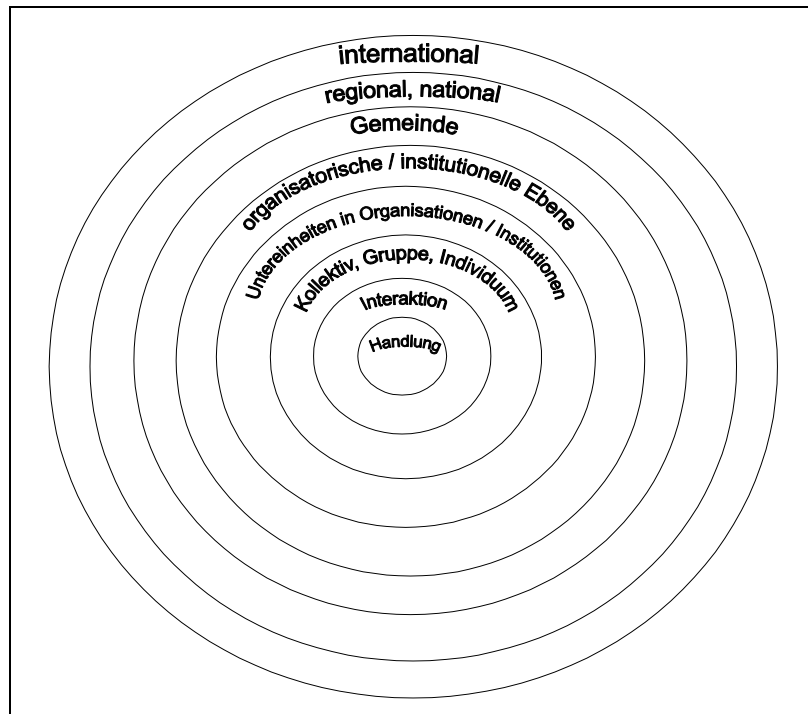 international
regional, national
Gemeinde
organisatorische / institutionelle Ebene
Untereinheiten in Organisationen / Institutionen
Kollektiv, Gruppe, Individuum
Interaktion
Handlung